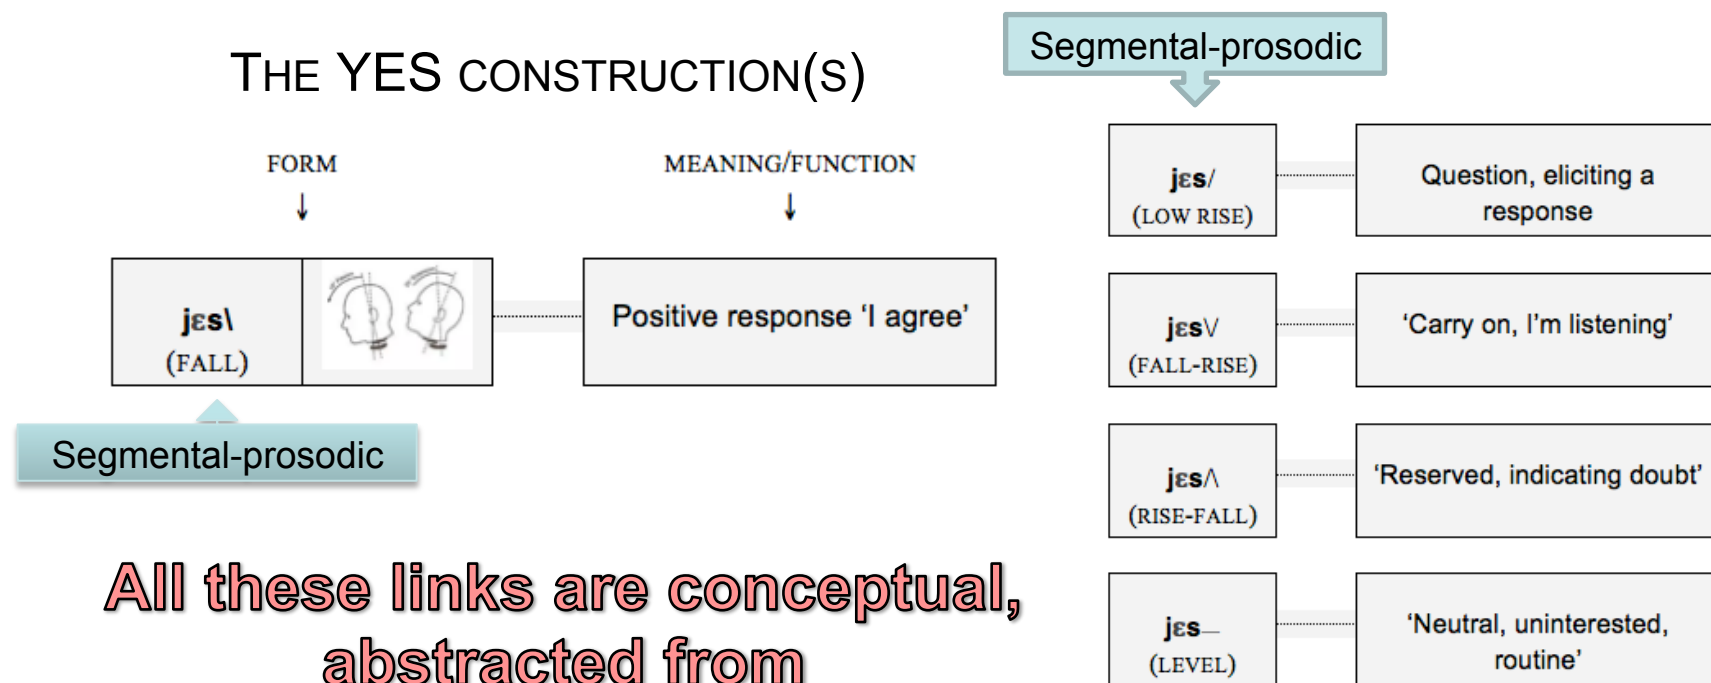 THE YES CONSTRUCTION(S)
FORM
↓
MEANING/FUNCTION
↓
jɛs\
(FALL)
Positive response ‘I agree’
Segmental-prosodic
All these links are conceptual,
abstracted from
Segmental-prosodic
jɛs/
(LOW RISE)
Question, eliciting a
response
jɛs\/
(FALL-RISE)
‘Carry on, I’m listening’
jɛs/\
(RISE-FALL)
‘Reserved, indicating doubt’
jɛs—
(LEVEL)
‘Neutral, uninterested,
routine’